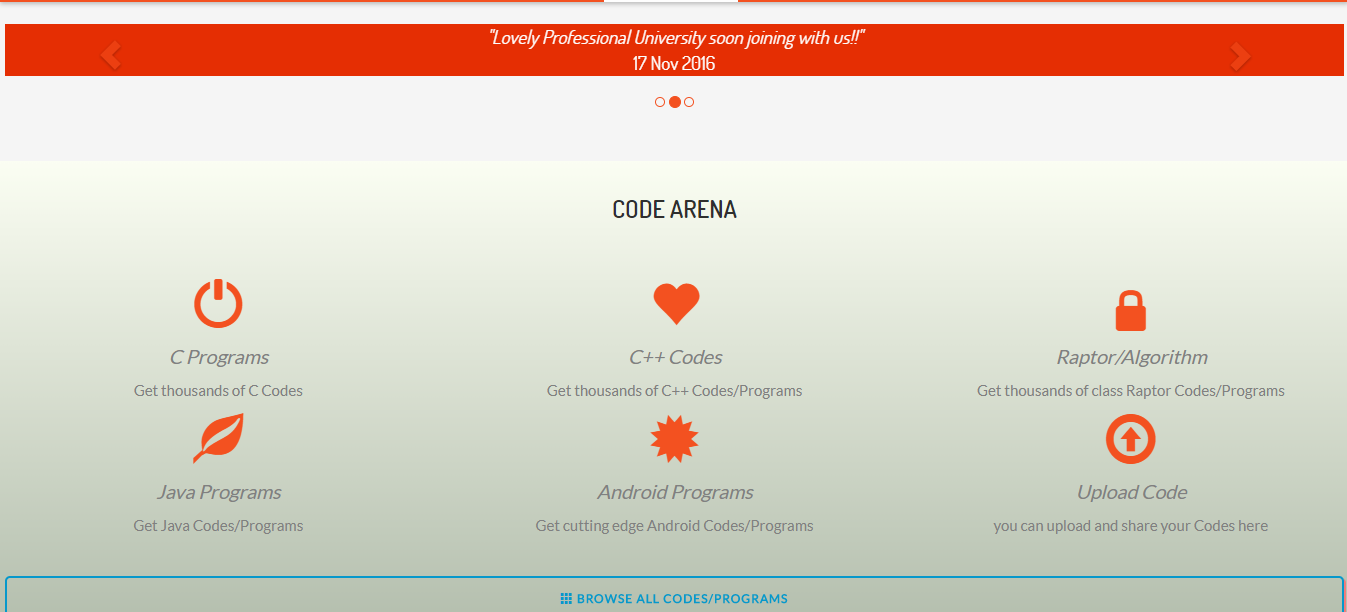 "Lovely Professional University soon joining with us!!"
17 Nov 2016
CODE ARENA
C Programs
Get thousands of C Codes
C++ Codes
Get thousands of C++ Codes/Programs
Raptor/Algorithm
Get thousands of class Raptor Codes/Programs
Java Programs
Get Java Codes/Programs
Android Programs
Get cutting edge Android Codes/Programs
Upload Code
you can upload and share your Codes here
BROWSE ALL CODES/PROGRAMS